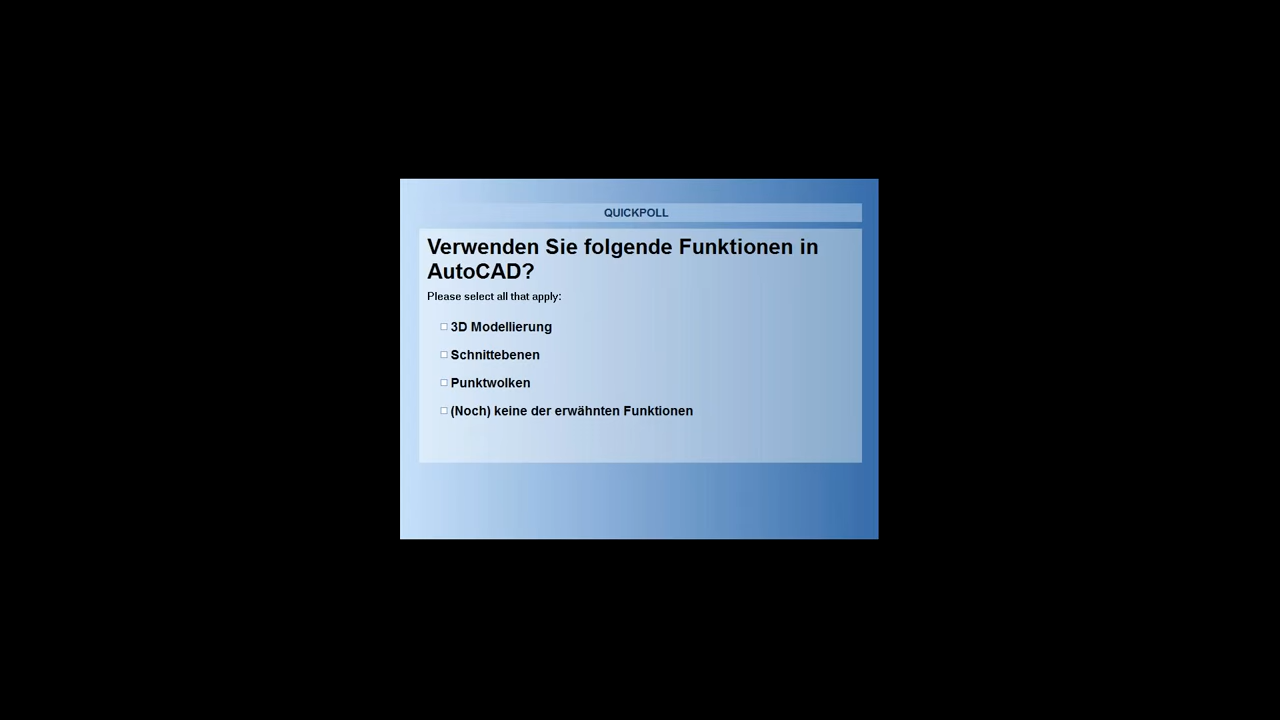 QUICKPOLL
Verwenden Sie folgende Funktionen in
AutoCAD?
Please select all that apply:
3D Modellierung
Schnittebenen
Punktwolken
(Noch) keine der erwähnten Funktionen